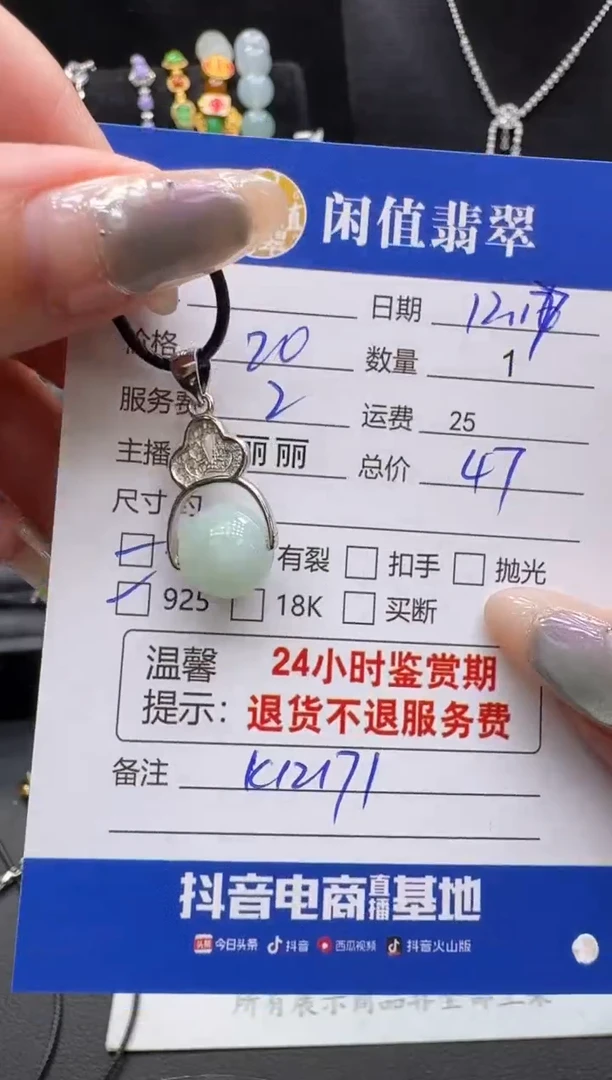 闲值翡翠
日期
价格 20 数量 1
服务费 2 运费 25
主播 丽丽 总价 47
尺寸
有裂 扣手 抛光
925 18K 买断
温馨 24小时鉴赏期
提示：退货不退服务费
备注 K12171
抖音电商直播基地
头条 今日头条 抖音 西瓜视频 抖音火山版